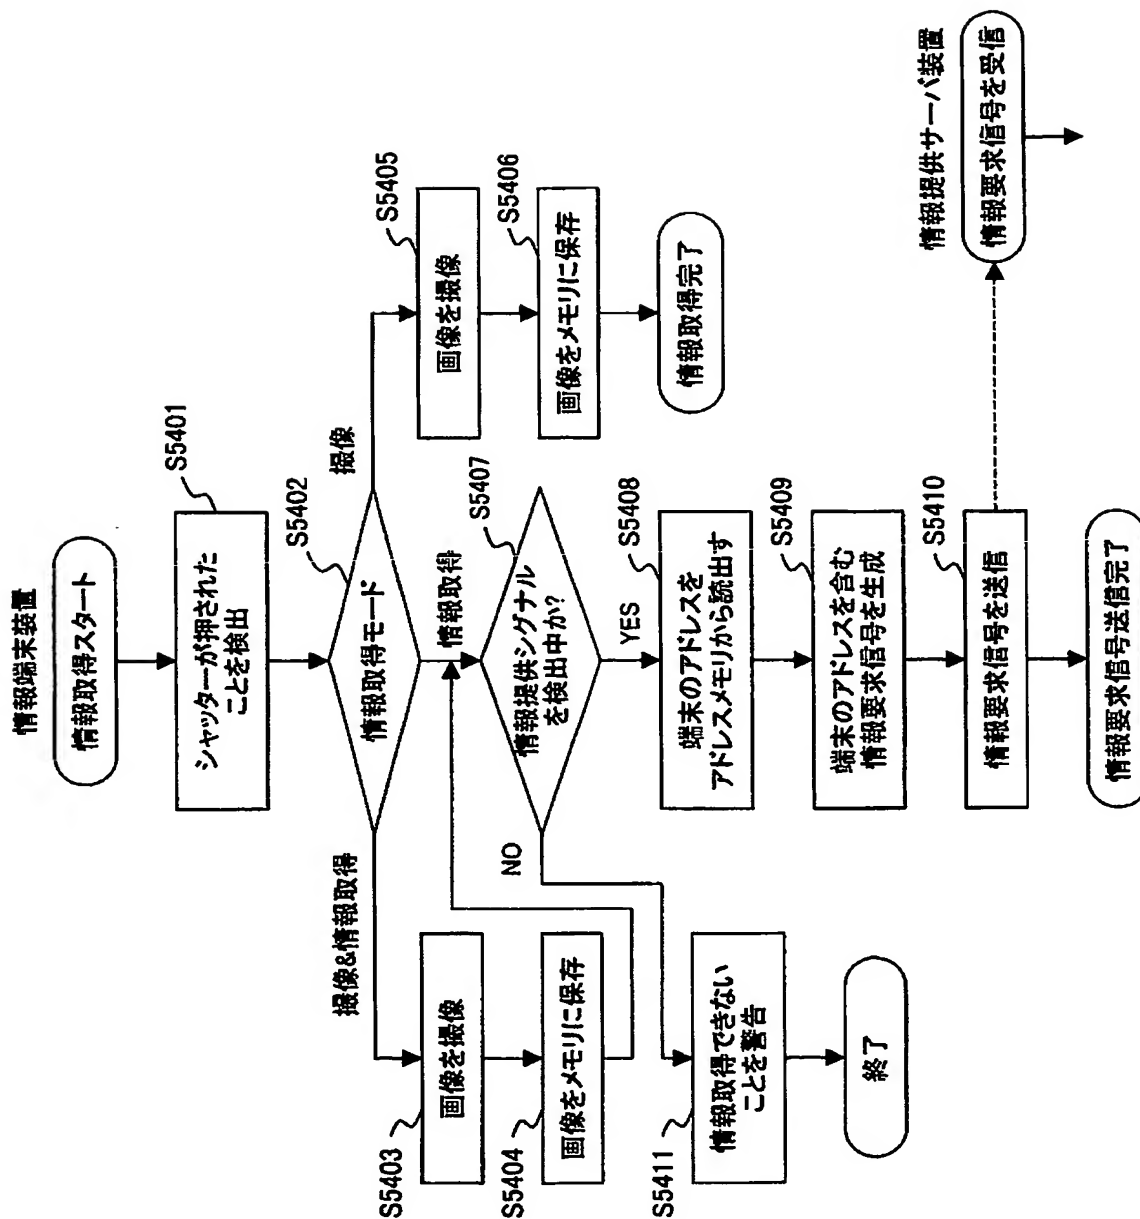 情報端末装置
情報取得スタート
S5401
シャッターが押された
ことを検出
S5402
情報取得モード
撮像&情報取得
情報取得
撮像
S5403
画像を撮像
S5404
画像をメモリに保存
S5405
画像を撮像
S5406
画像をメモリに保存
情報取得完了
S5407
情報提供シグナル
を検出中か?
NO
YES
S5408
端末のアドレスを
アドレスメモリから読出す
S5409
端末のアドレスを含む
情報要求信号を生成
S5410
情報要求信号を送信
情報要求信号送信完了
S5411
情報取得できない
ことを警告
終了
情報提供サーバ装置
情報要求信号を受信